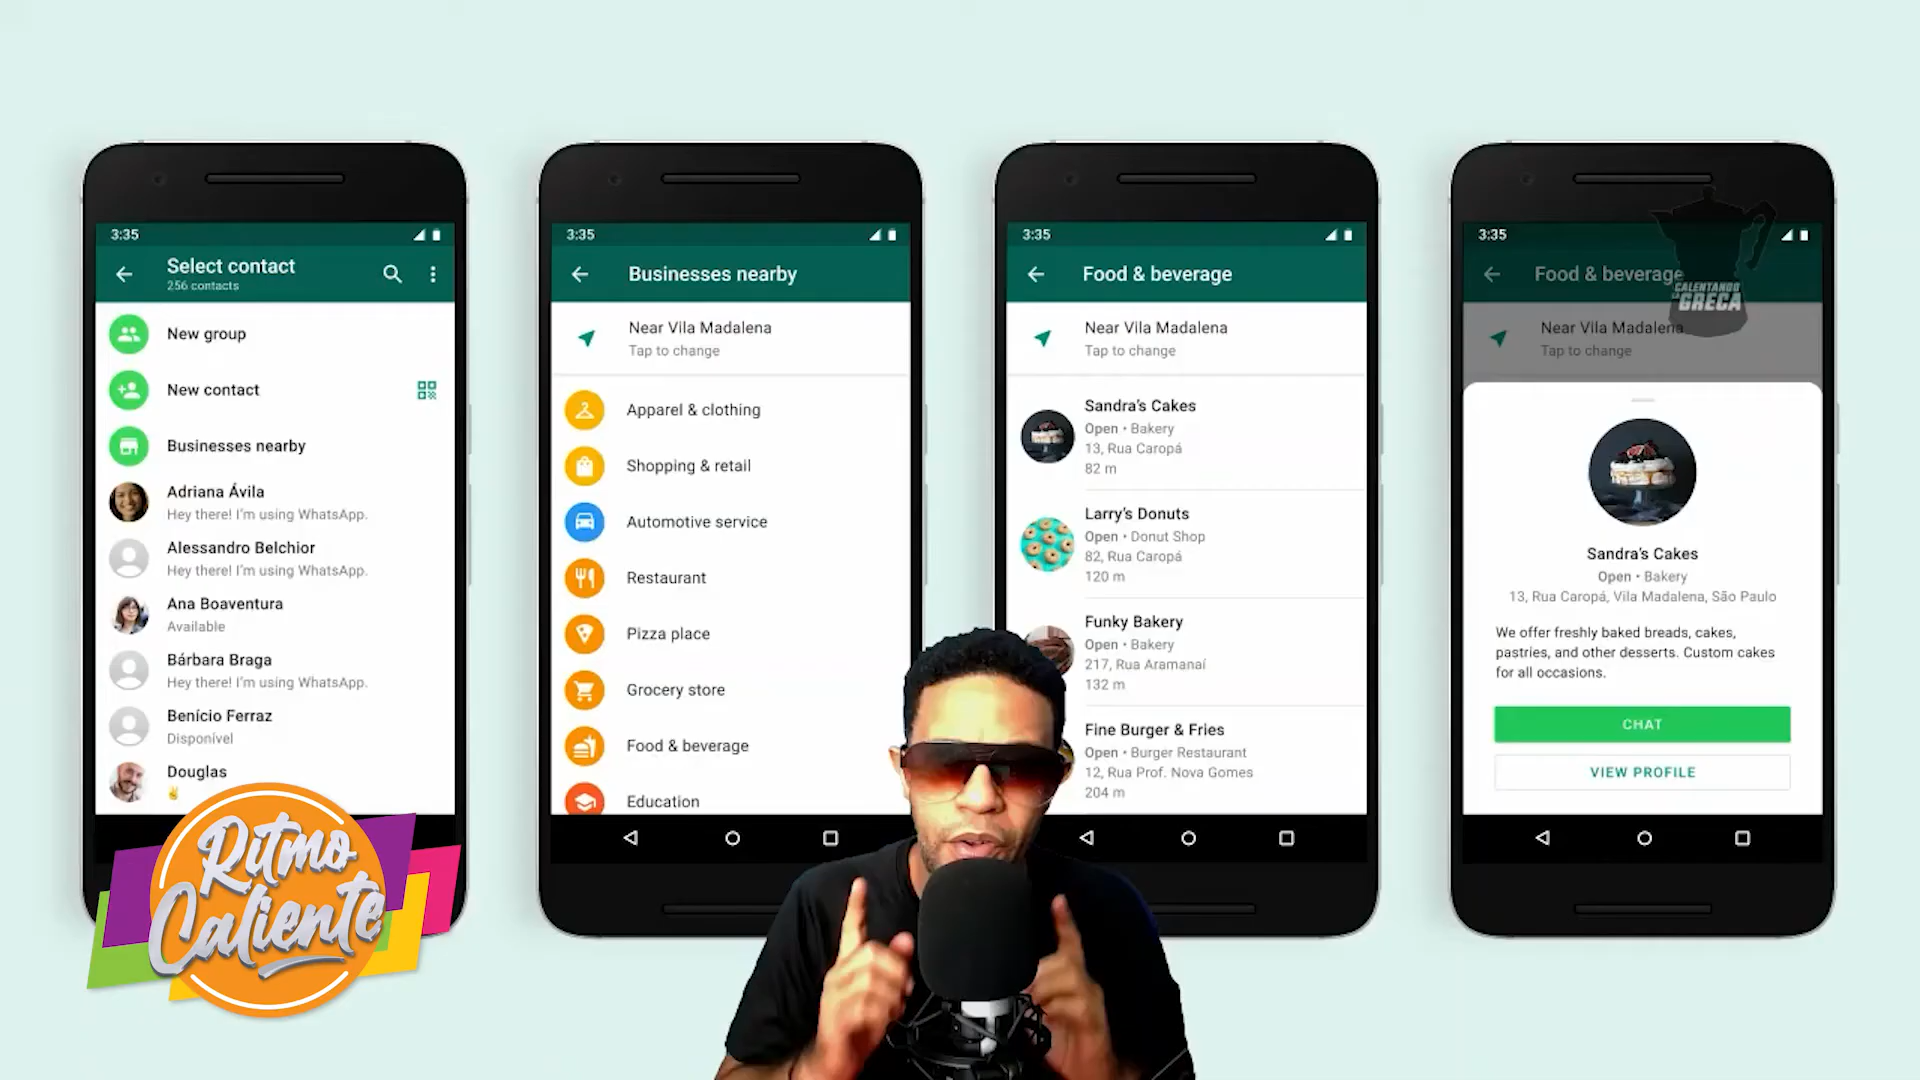 3:35
Select contact
256 contacts
New group
New contact
Businesses nearby
Adriana Ávila
Hey there! I'm using WhatsApp.
Alessandro Belchior
Hey there! I'm using WhatsApp.
Ana Boaventura
Available
Bárbara Braga
Hey there! I'm using WhatsApp.
Benício Ferraz
Disponível
Douglas
✌
Ritmo
Caliente
3:35
Businesses nearby
Near Vila Madalena
Tap to change
Apparel & clothing
Shopping & retail
Automotive service
Restaurant
Pizza place
Grocery store
Food & beverage
Education
3:35
Food & beverage
Near Vila Madalena
Tap to change
Sandra's Cakes
Open • Bakery
13, Rua Caropá
82 m
Larry's Donuts
Open • Donut Shop
82, Rua Caropá
120 m
Funky Bakery
Open • Bakery
217, Rua Aramanaí
132 m
Fine Burger & Fries
Open • Burger Restaurant
12, Rua Prof. Nova Gomes
204 m
3:35
Food & beverage
CALENTANDO
LA GRECA
Near Vila Madalena
Tap to change
Sandra's Cakes
Open • Bakery
13, Rua Caropá, Vila Madalena, São Paulo
We offer freshly baked breads, cakes,
pastries, and other desserts. Custom cakes
for all occasions.
CHAT
VIEW PROFILE